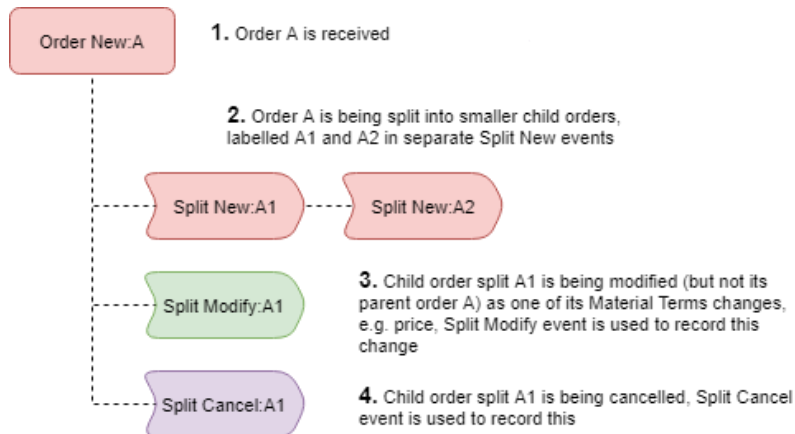 Order New:A
1. Order A is received
2. Order A is being split into smaller child orders,
labelled A1 and A2 in separate Split New events
Split New:A1
Split New:A2
Split Modify:A1
3. Child order split A1 is being modified (but not its
parent order A) as one of its Material Terms changes,
e.g. price, Split Modify event is used to record this
change
Split Cancel:A1
4. Child order split A1 is being cancelled, Split Cancel
event is used to record this